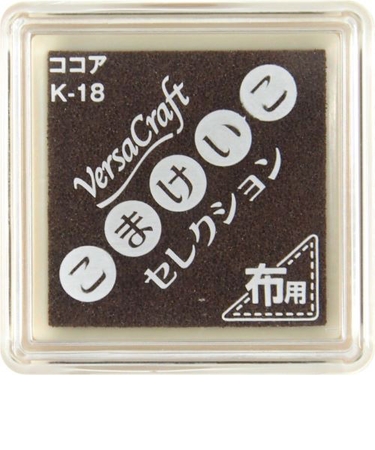 ココア
K-18
VersaCraft
こまけいこ
セレクション
布用